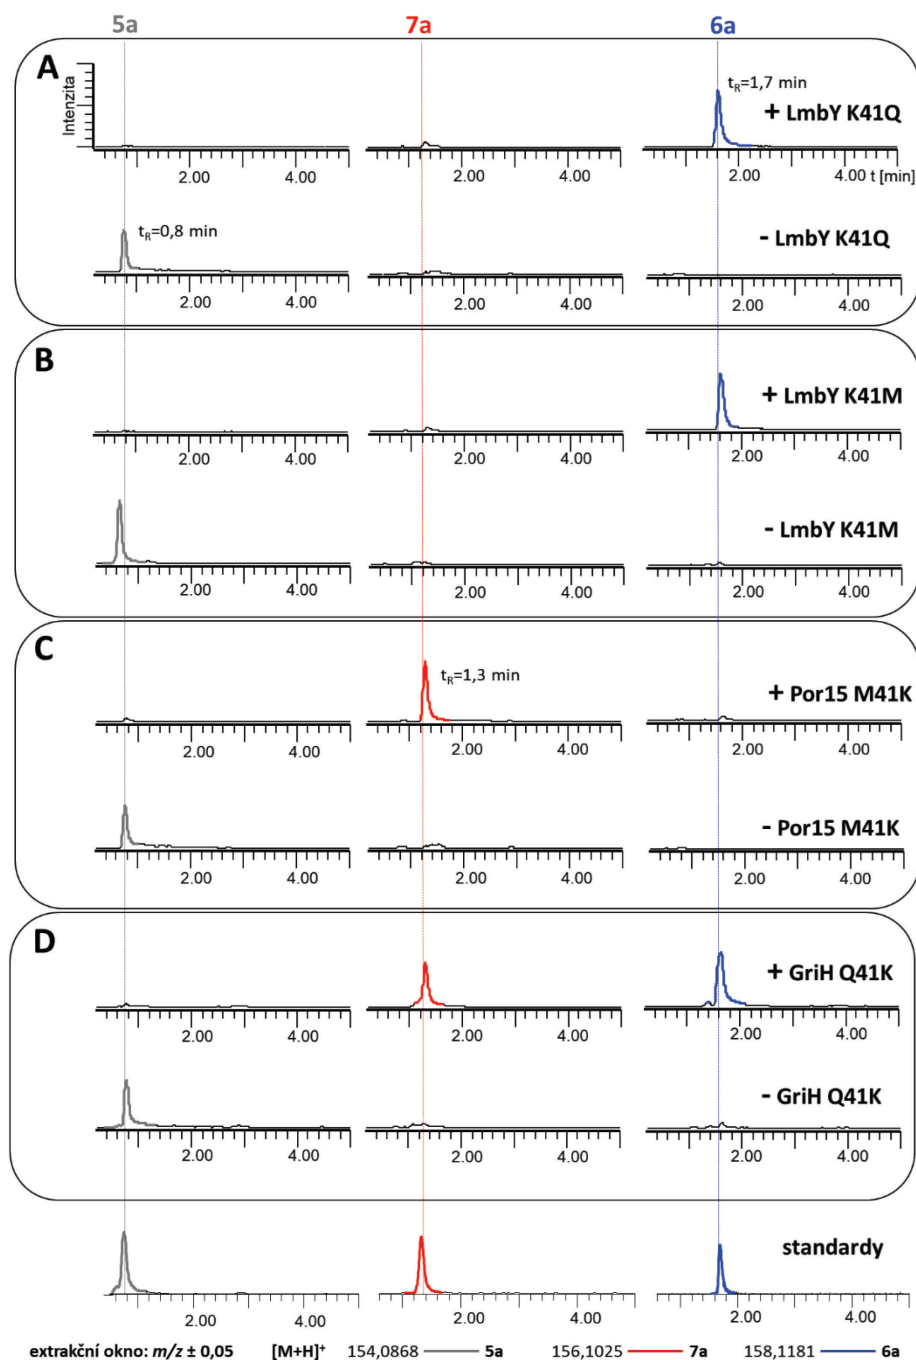 5a 7a 6a
A
Intenzita
tR=1,7 min
+ LmbY K41Q
2.00 4.00 2.00 4.00 2.00 4.00 t [min]
tR=0,8 min
- LmbY K41Q
2.00 4.00 2.00 4.00 2.00 4.00
B
+ LmbY K41M
2.00 4.00 2.00 4.00 2.00 4.00
- LmbY K41M
2.00 4.00 2.00 4.00 2.00 4.00
C
tR=1,3 min
+ Por15 M41K
2.00 4.00 2.00 4.00 2.00 4.00
- Por15 M41K
2.00 4.00 2.00 4.00 2.00 4.00
D
+ GriH Q41K
2.00 4.00 2.00 4.00 2.00 4.00
- GriH Q41K
2.00 4.00 2.00 4.00 2.00 4.00
standardy
2.00 4.00 2.00 4.00 2.00 4.00
extrakční okno: m/z ± 0,05 [M+H]+ 154,0868 5a 156,1025 7a 158,1181 6a